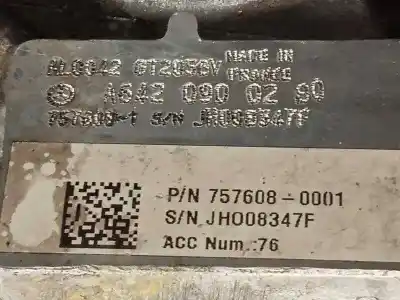 AL0042 GT2056V MADE IN
FRANCE
A642 090 02 90
757608-1 S/N JH008347F
P/N 757608-0001
S/N JH008347F
ACC Num.:76